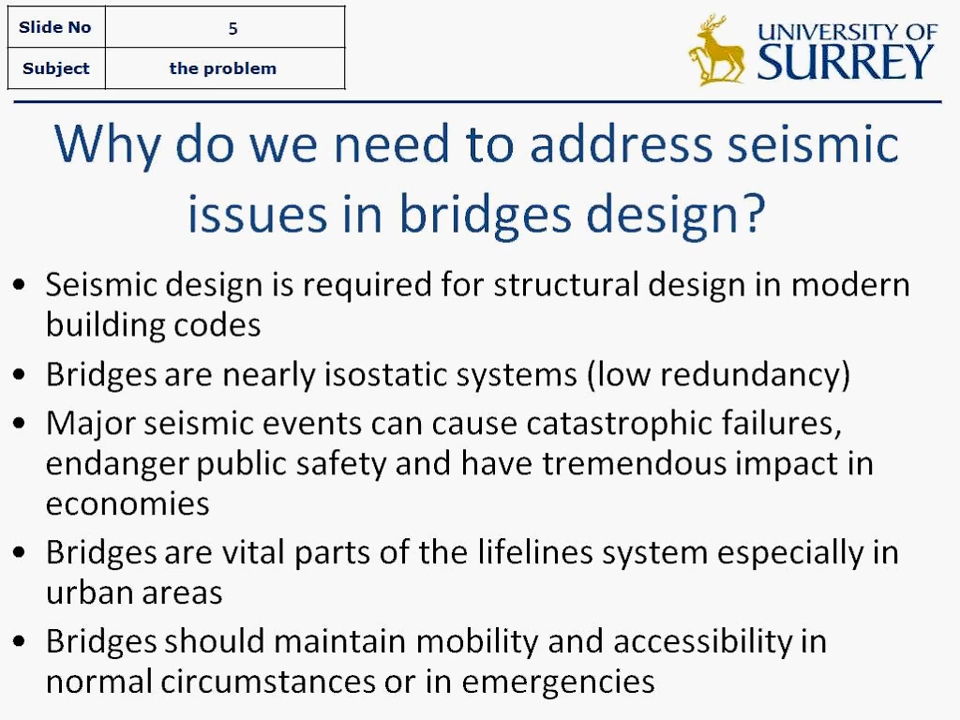 Slide No 5
Subject the problem
UNIVERSITY OF
SURREY
Why do we need to address seismic
issues in bridges design?
• Seismic design is required for structural design in modern
building codes
• Bridges are nearly isostatic systems (low redundancy)
• Major seismic events can cause catastrophic failures,
endanger public safety and have tremendous impact in
economies
• Bridges are vital parts of the lifelines system especially in
urban areas
• Bridges should maintain mobility and accessibility in
normal circumstances or in emergencies